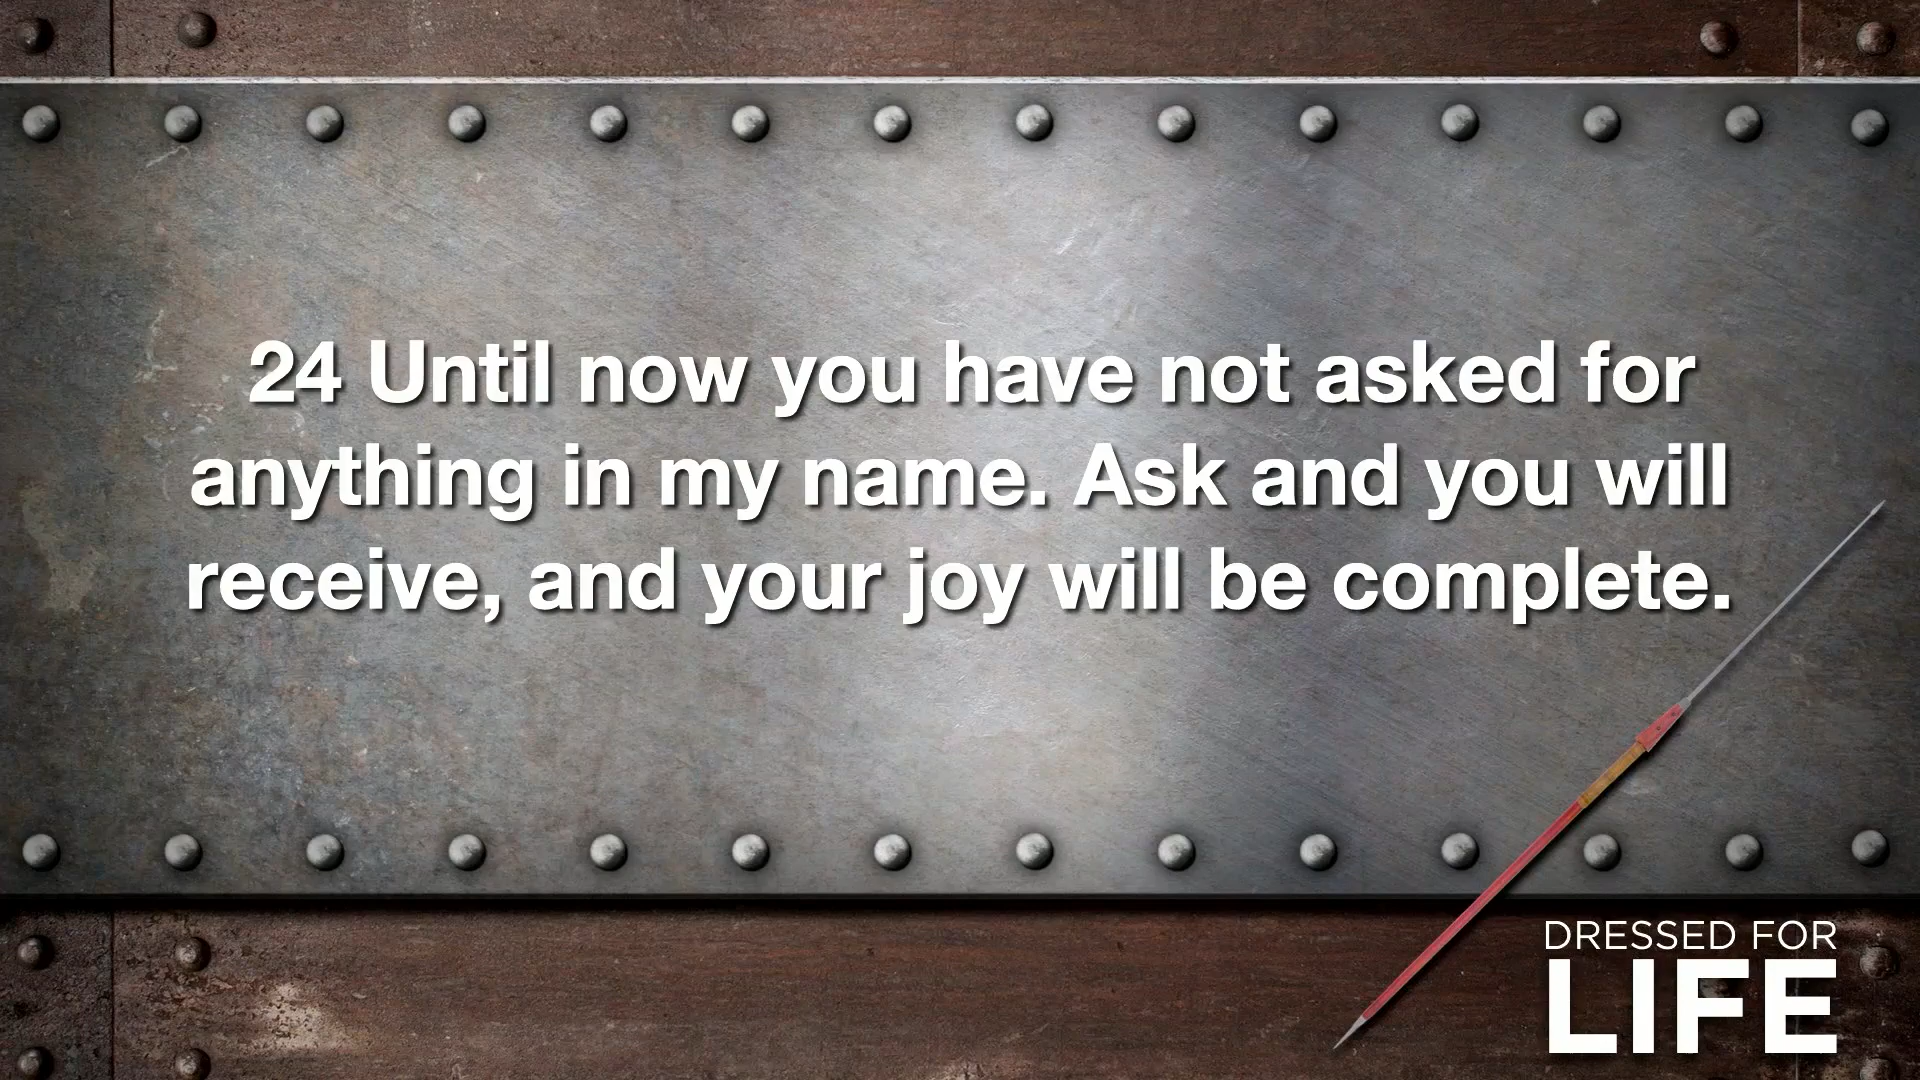 24 Until now you have not asked for
anything in my name. Ask and you will
receive, and your joy will be complete.
DRESSED FOR
LIFE